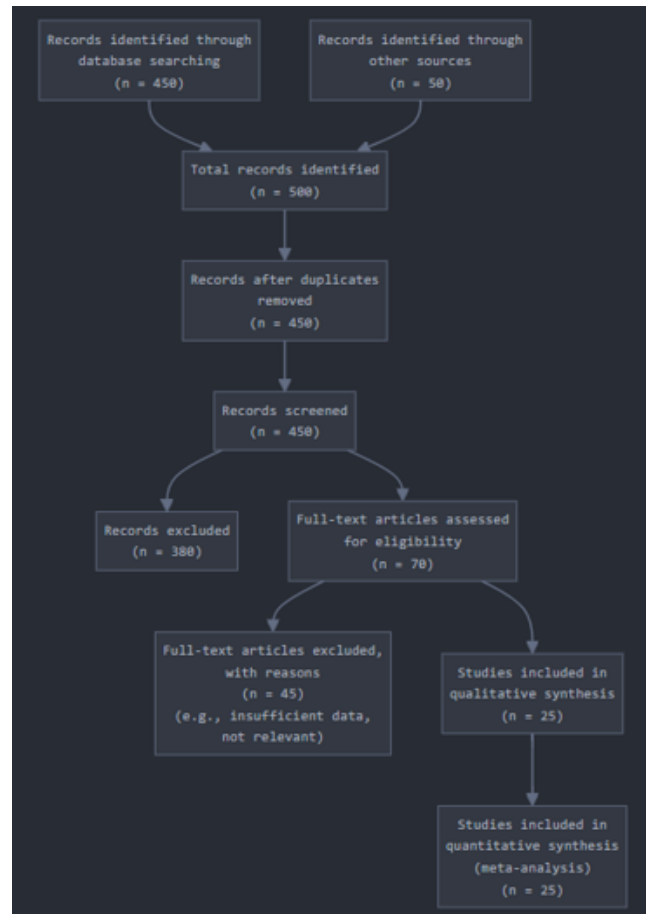 Records identified through
database searching
(n = 450)
Records identified through
other sources
(n = 50)
Total records identified
(n = 500)
Records after duplicates
removed
(n = 450)
Records screened
(n = 450)
Records excluded
(n = 380)
Full-text articles assessed
for eligibility
(n = 70)
Full-text articles excluded,
with reasons
(n = 45)
(e.g., insufficient data,
not relevant)
Studies included in
qualitative synthesis
(n = 25)
Studies included in
quantitative synthesis
(meta-analysis)
(n = 25)